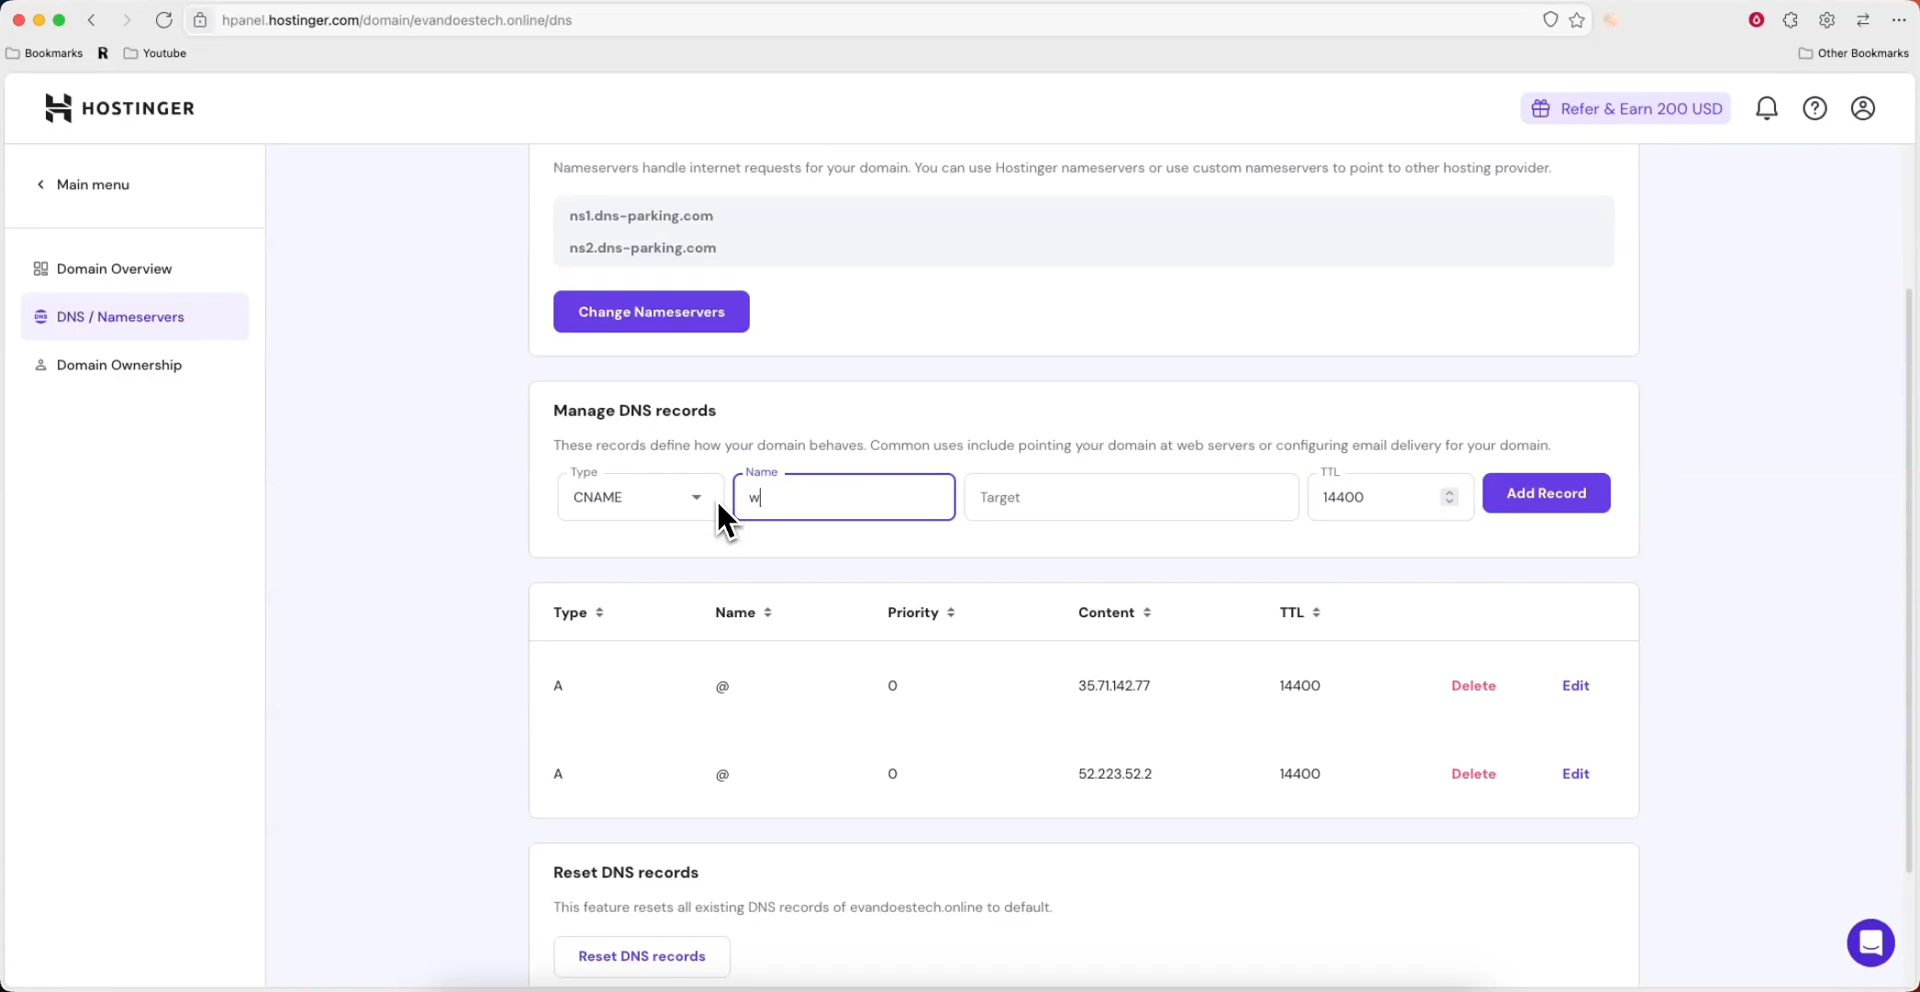 hpanel.hostinger.com/domain/evandoestech.online/dns
Bookmarks
R
Youtube
Other Bookmarks
HOSTINGER
Refer & Earn 200 USD
Main menu
Domain Overview
DNS / Nameservers
Domain Ownership
Nameservers handle internet requests for your domain. You can use Hostinger nameservers or use custom nameservers to point to other hosting provider.
ns1.dns-parking.com
ns2.dns-parking.com
Change Nameservers
Manage DNS records
These records define how your domain behaves. Common uses include pointing your domain at web servers or configuring email delivery for your domain.
Type Name TTL
CNAME w Target 14400 Add Record
Type Name Priority Content TTL
A @ 0 35.71.142.77 14400 Delete Edit
A @ 0 52.223.52.2 14400 Delete Edit
Reset DNS records
This feature resets all existing DNS records of evandoestech.online to default.
Reset DNS records